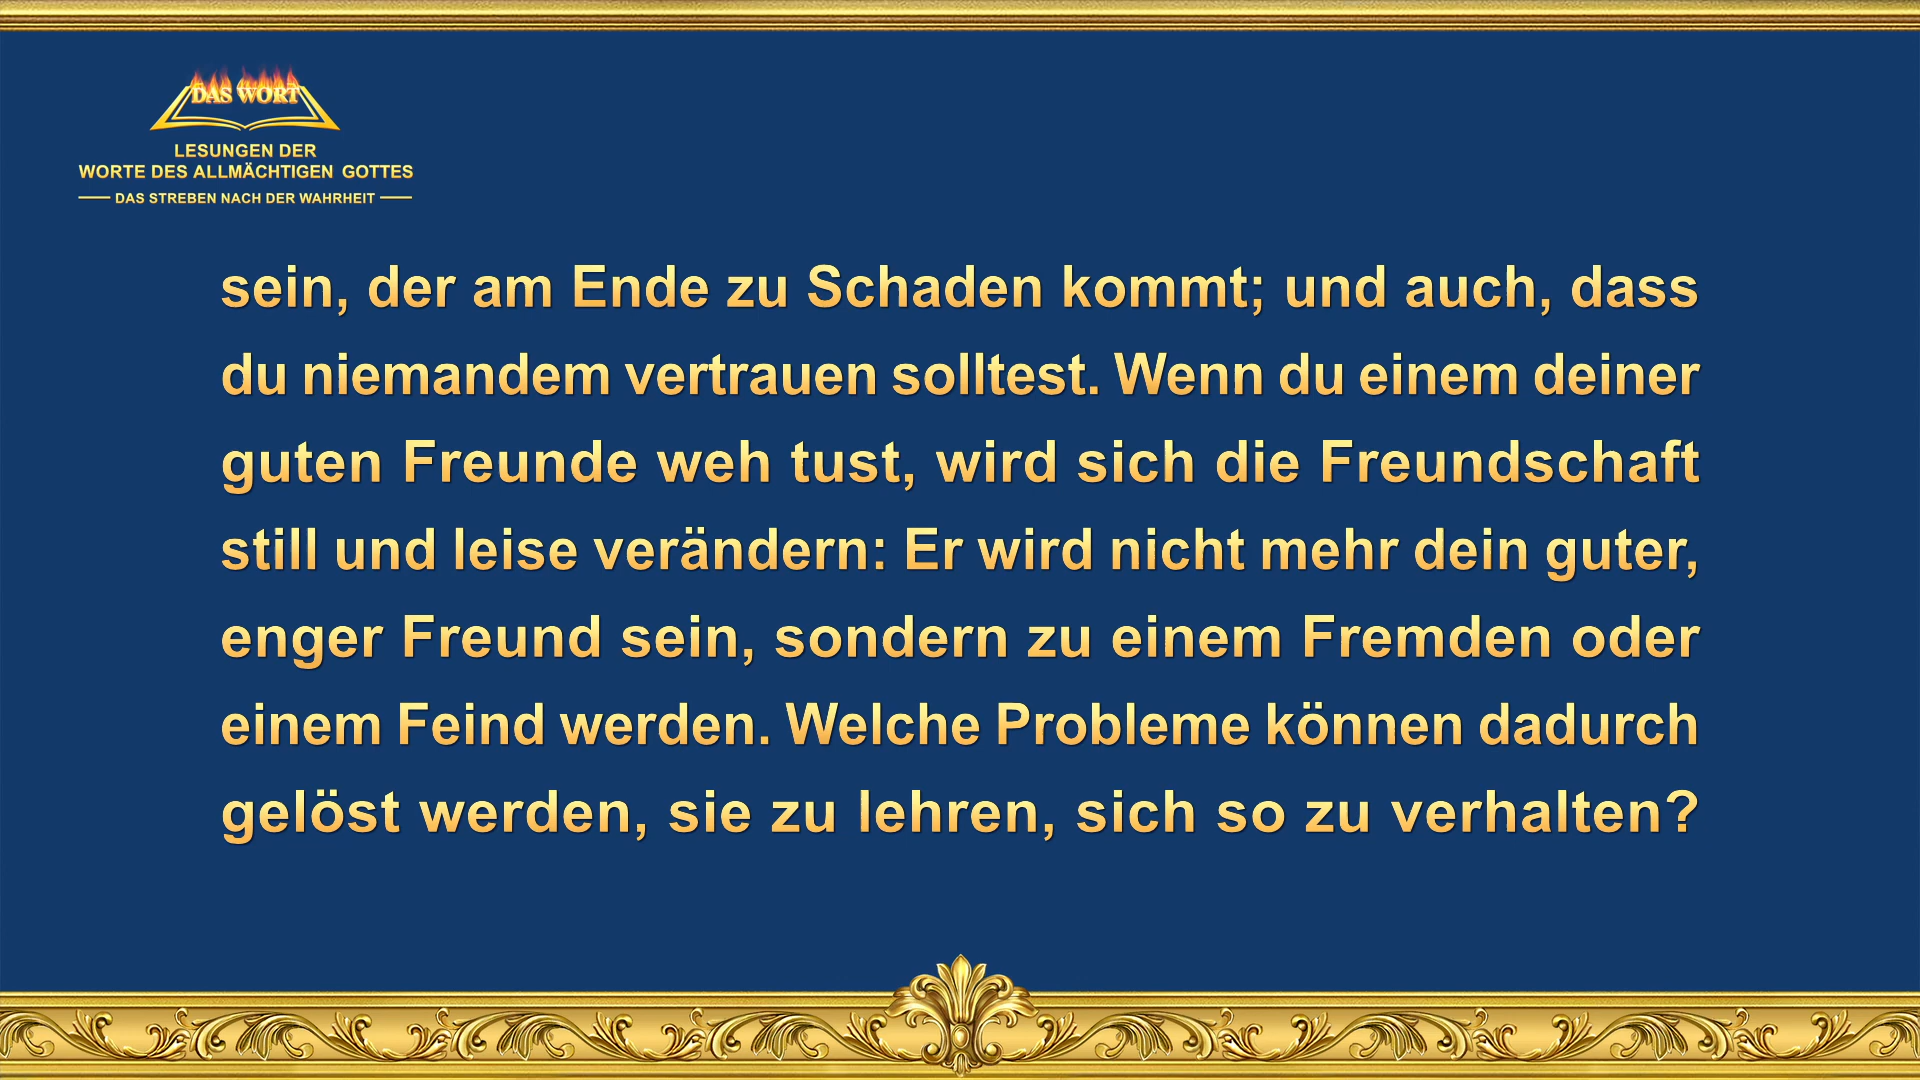 DAS WORT
LESUNGEN DER
WORTE DES ALLMÄCHTIGEN GOTTES
DAS STREBEN NACH DER WAHRHEIT
sein, der am Ende zu Schaden kommt; und auch, dass
du niemandem vertrauen solltest. Wenn du einem deiner
guten Freunde weh tust, wird sich die Freundschaft
still und leise verändern: Er wird nicht mehr dein guter,
enger Freund sein, sondern zu einem Fremden oder
einem Feind werden. Welche Probleme können dadurch
gelöst werden, sie zu lehren, sich so zu verhalten?